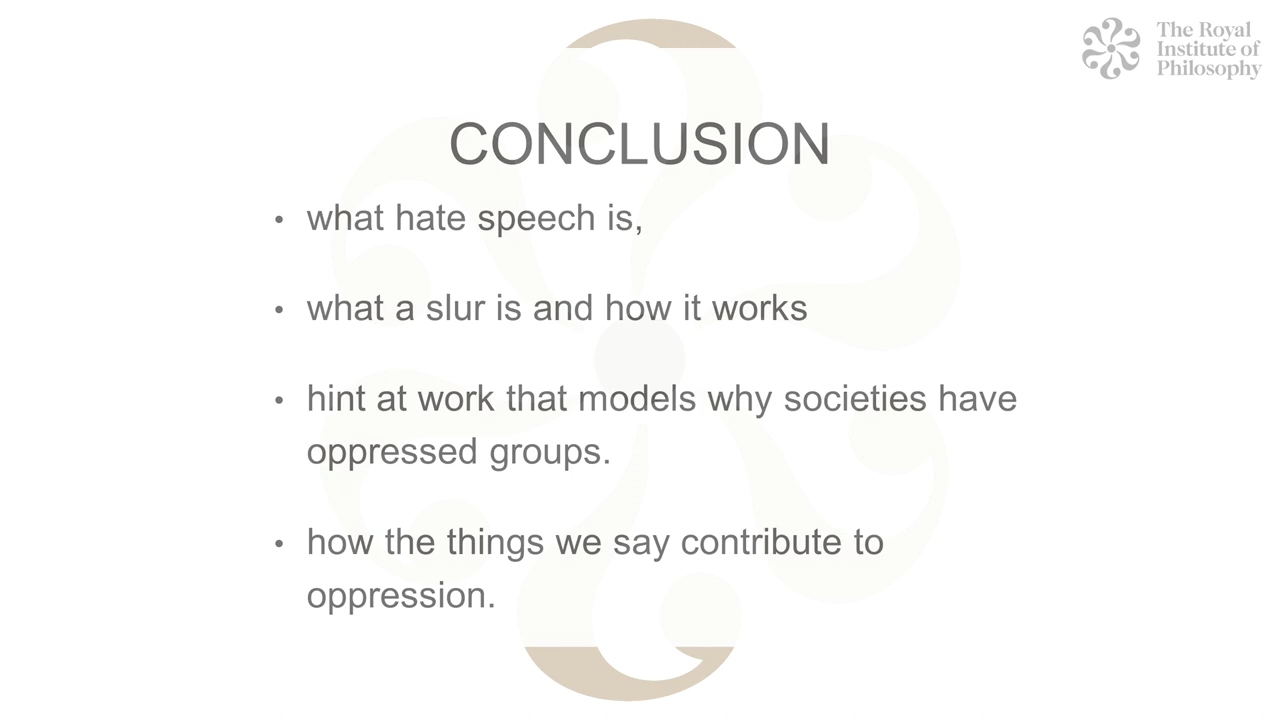 The Royal
Institute of
Philosophy
CONCLUSION
• what hate speech is,
• what a slur is and how it works
• hint at work that models why societies have
oppressed groups.
• how the things we say contribute to
oppression.